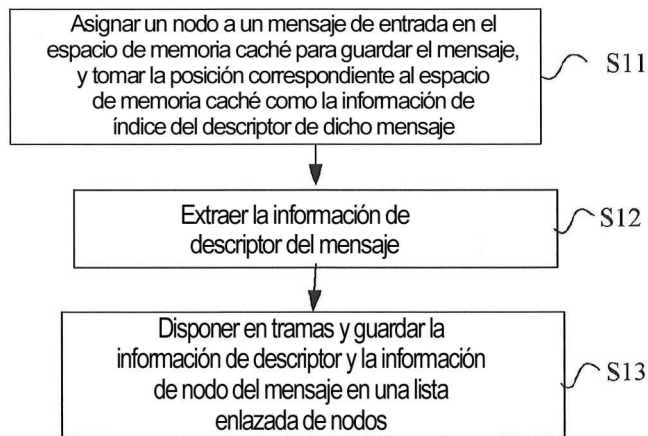 Asignar un nodo a un mensaje de entrada en el
espacio de memoria caché para guardar el mensaje,
y tomar la posición correspondiente al espacio
de memoria caché como la información de
índice del descriptor de dicho mensaje
S11
Extraer la información de
descriptor del mensaje
S12
Disponer en tramas y guardar la
información de descriptor y la información
de nodo del mensaje en una lista
enlazada de nodos
S13